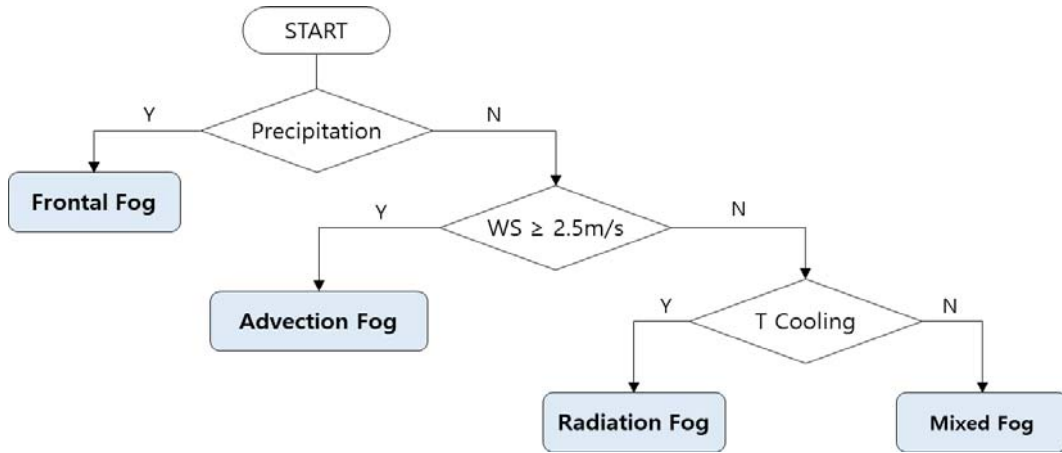 START
Y
Precipitation
N
Frontal Fog
Y
WS ≥ 2.5m/s
N
Advection Fog
Y
T Cooling
N
Radiation Fog
Mixed Fog